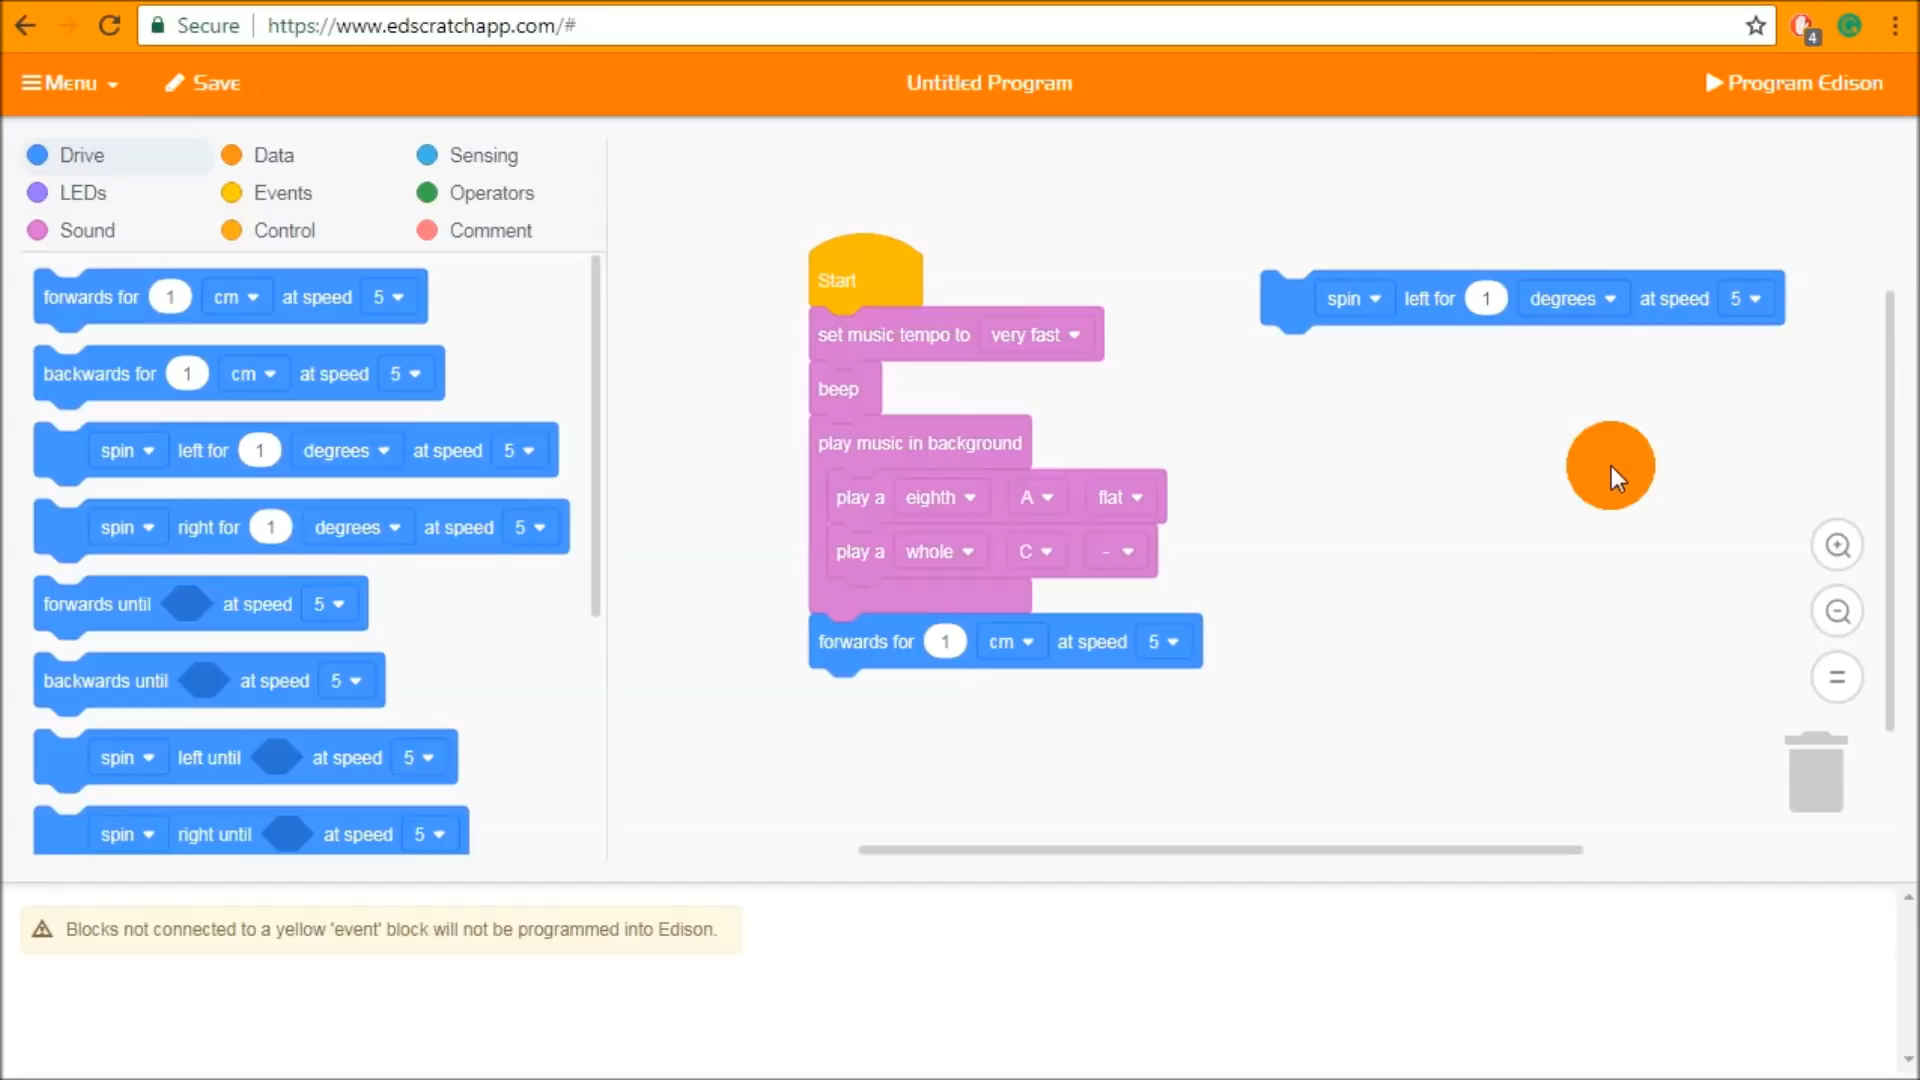 Secure https://www.edscratchapp.com/#
4
Menu Save Untitled Program Program Edison
Drive Data Sensing
LEDs Events Operators
Sound Control Comment
forwards for 1 cm at speed 5
backwards for 1 cm at speed 5
spin left for 1 degrees at speed 5
spin right for 1 degrees at speed 5
forwards until at speed 5
backwards until at speed 5
spin left until at speed 5
spin right until at speed 5
Start
set music tempo to very fast
beep
play music in background
play a eighth A flat
play a whole C -
forwards for 1 cm at speed 5
spin left for 1 degrees at speed 5
Blocks not connected to a yellow 'event' block will not be programmed into Edison.